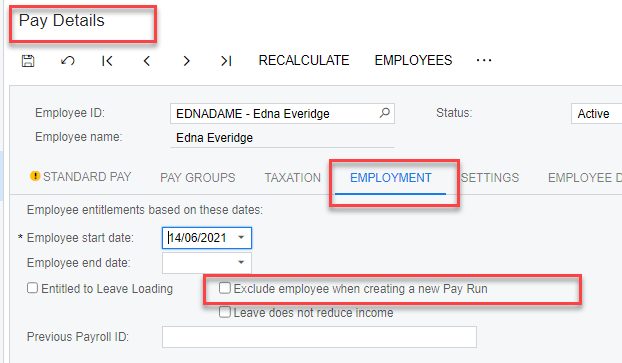 Pay Details
RECALCULATE EMPLOYEES ...
Employee ID: EDNADAME - Edna Everidge Status: Active
Employee name: Edna Everidge
STANDARD PAY PAY GROUPS TAXATION EMPLOYMENT SETTINGS EMPLOYEE D
Employee entitlements based on these dates:
* Employee start date: 14/06/2021
Employee end date:
Entitled to Leave Loading Exclude employee when creating a new Pay Run
Leave does not reduce income
Previous Payroll ID: